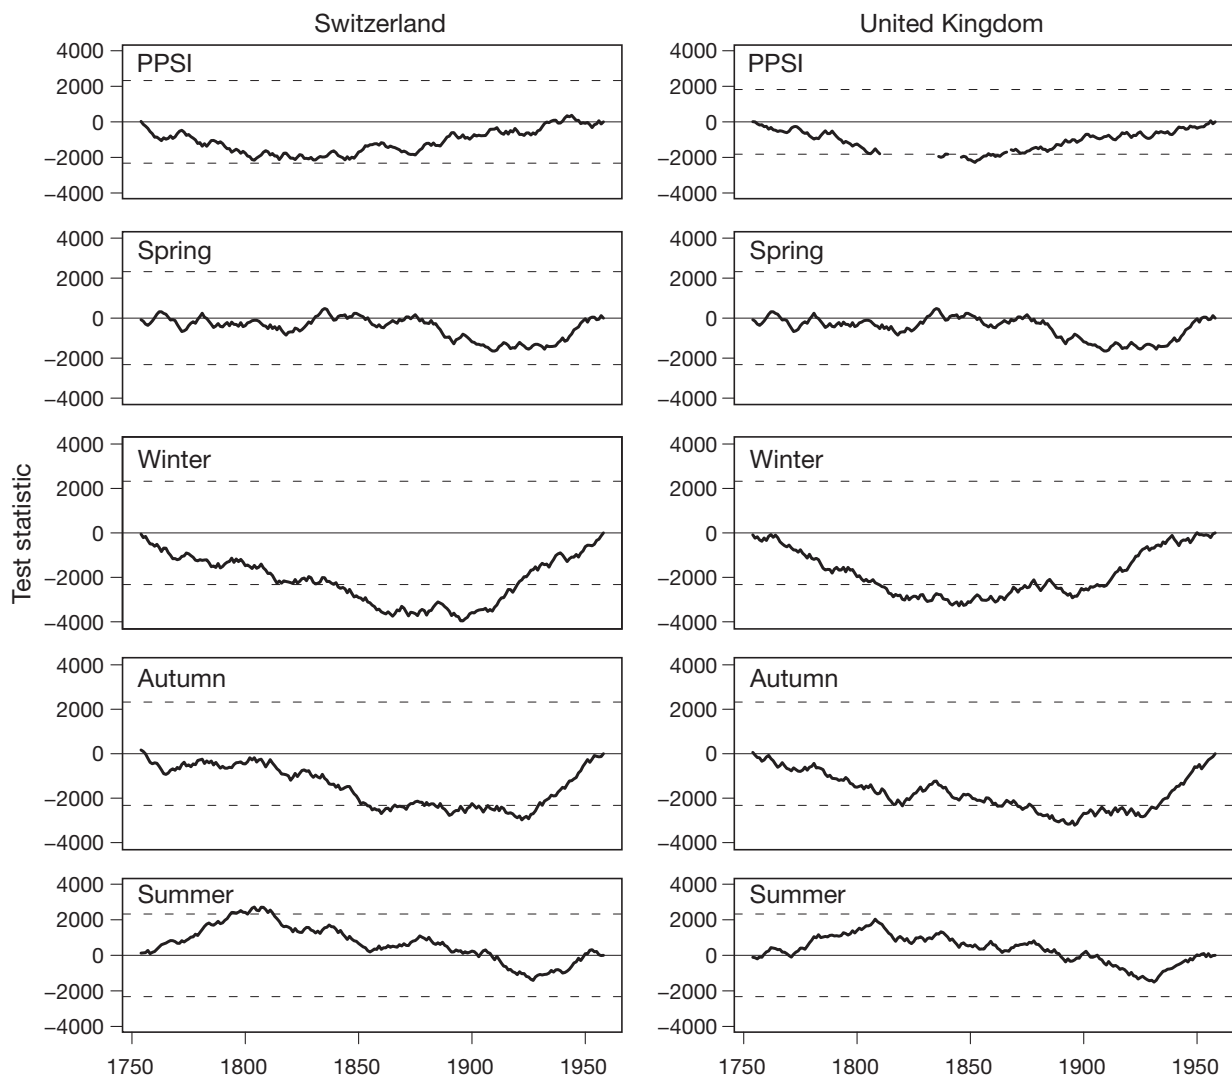 Switzerland United Kingdom
4000 PPSI 4000 PPSI
2000 2000
0 0
−2000 −2000
−4000 −4000
4000 Spring 4000 Spring
2000 2000
0 0
−2000 −2000
−4000 −4000
Test statistic
4000 Winter 4000 Winter
2000 2000
0 0
−2000 −2000
−4000 −4000
4000 Autumn 4000 Autumn
2000 2000
0 0
−2000 −2000
−4000 −4000
4000 Summer 4000 Summer
2000 2000
0 0
−2000 −2000
−4000 −4000
1750 1800 1850 1900 1950 1750 1800 1850 1900 1950